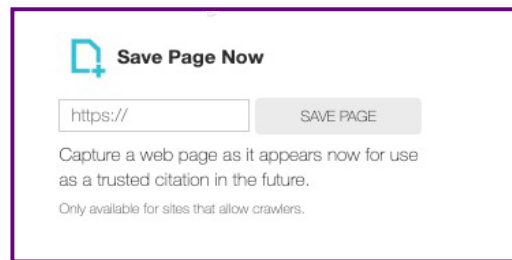 Save Page Now
https://
SAVE PAGE
Capture a web page as it appears now for use
as a trusted citation in the future.
Only available for sites that allow crawlers.